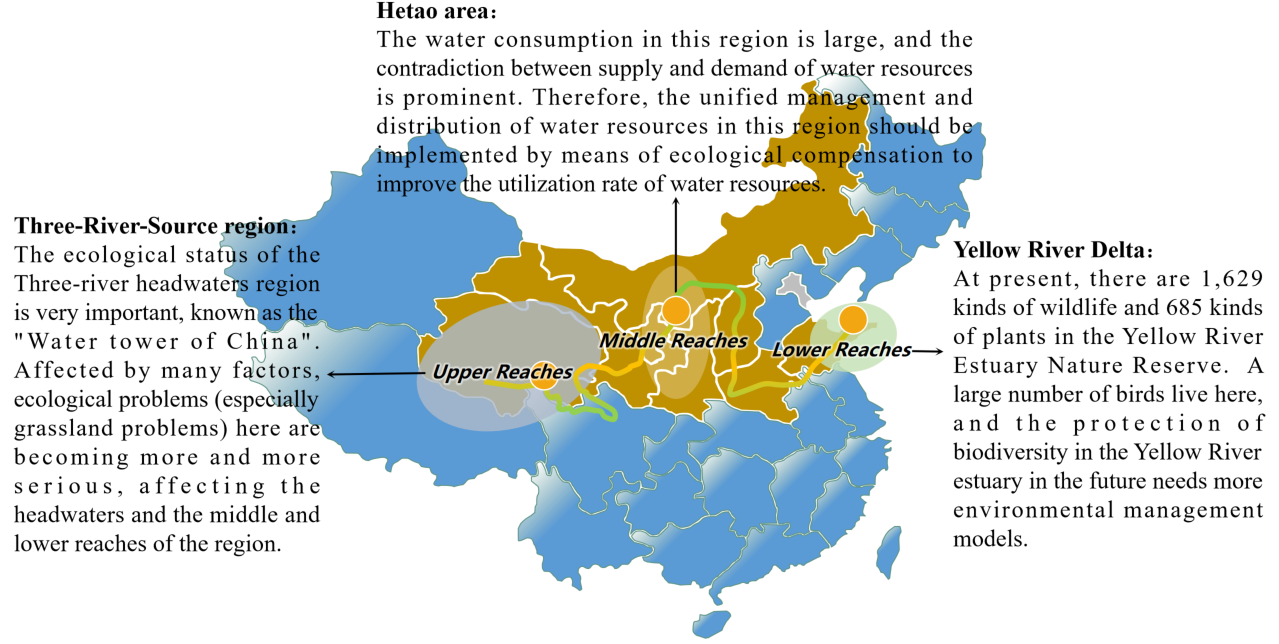 Hetao area:
The water consumption in this region is large, and the
contradiction between supply and demand of water resources
is prominent. Therefore, the unified management and
distribution of water resources in this region should be
implemented by means of ecological compensation to
improve the utilization rate of water resources.
Three-River-Source region:
The ecological status of the
Three-river headwaters region
is very important, known as the
"Water tower of China".
Affected by many factors,
ecological problems (especially
grassland problems) here are
becoming more and more
serious, affecting the
headwaters and the middle and
lower reaches of the region.
Upper Reaches
Middle Reaches
Lower Reaches
Yellow River Delta:
At present, there are 1,629
kinds of wildlife and 685 kinds
of plants in the Yellow River
Estuary Nature Reserve. A
large number of birds live here,
and the protection of
biodiversity in the Yellow River
estuary in the future needs more
environmental management
models.